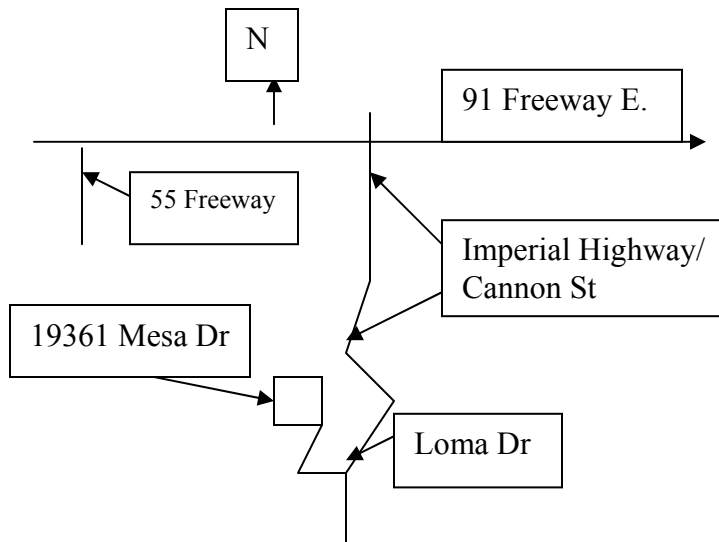 N
91 Freeway E.
55 Freeway
Imperial Highway/
Cannon St
19361 Mesa Dr
Loma Dr